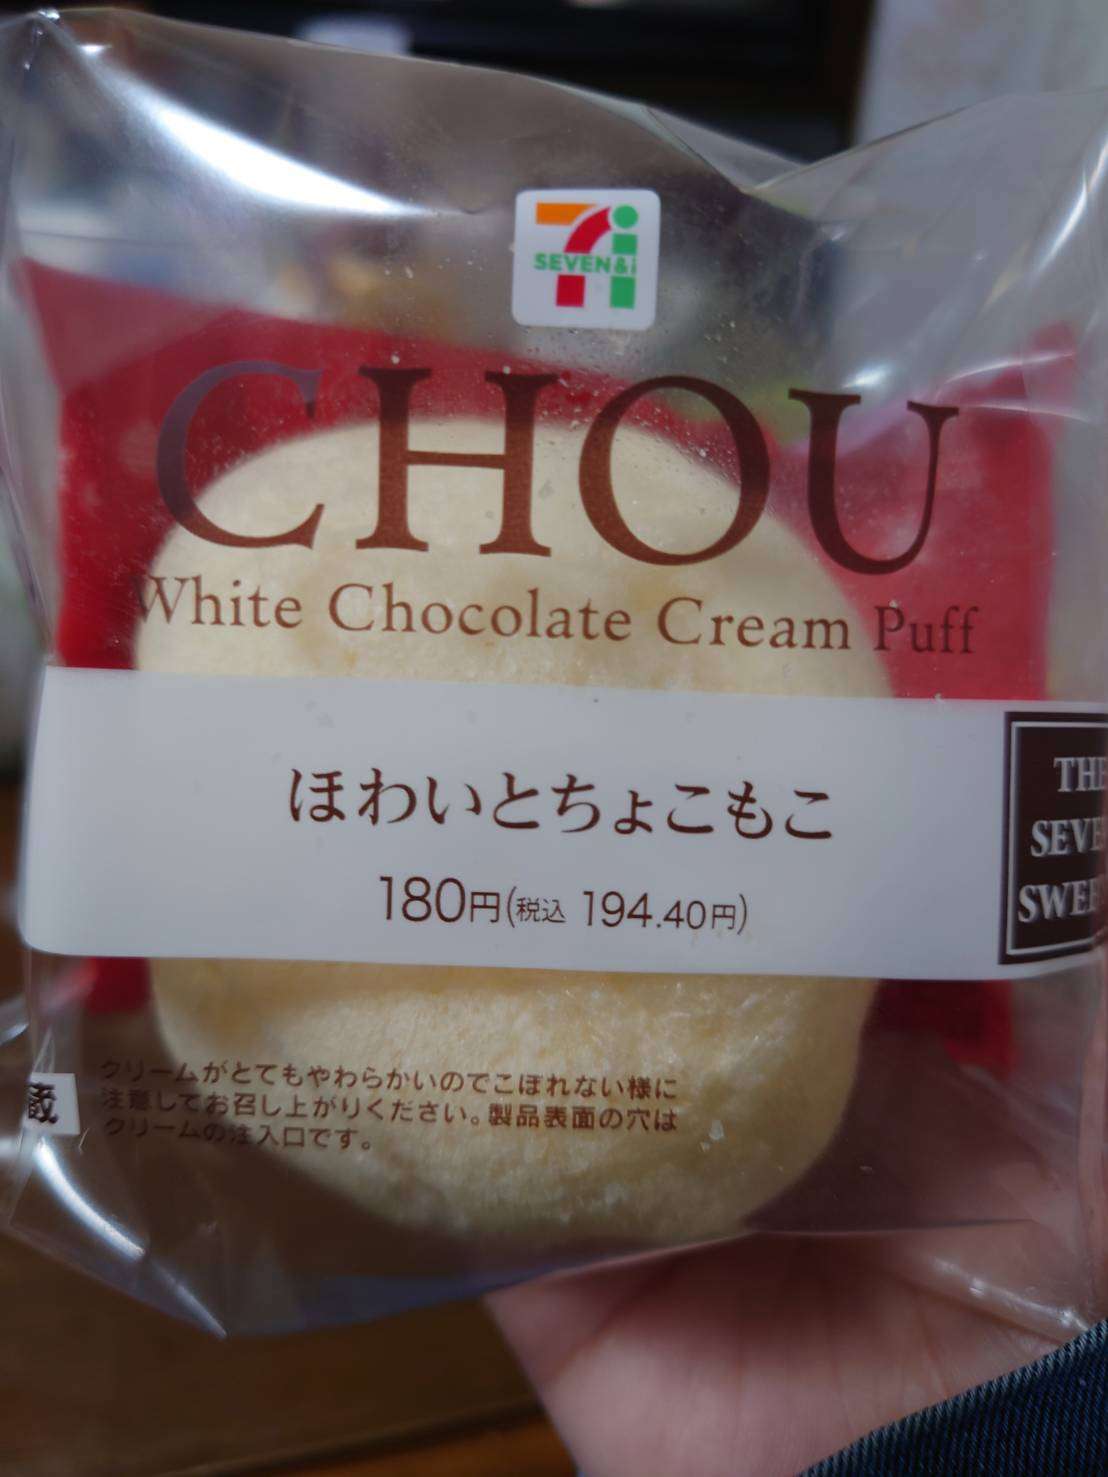 SEVEN&i
CHOU
White Chocolate Cream Puff
ほわいとちょこもこ
180円(税込 194.40円)
THE
SEVE
SWEE
クリームがとてもやわらかいのでこぼれない様に
注意してお召し上がりください。製品表面の穴は
クリームの注入口です。
蔵